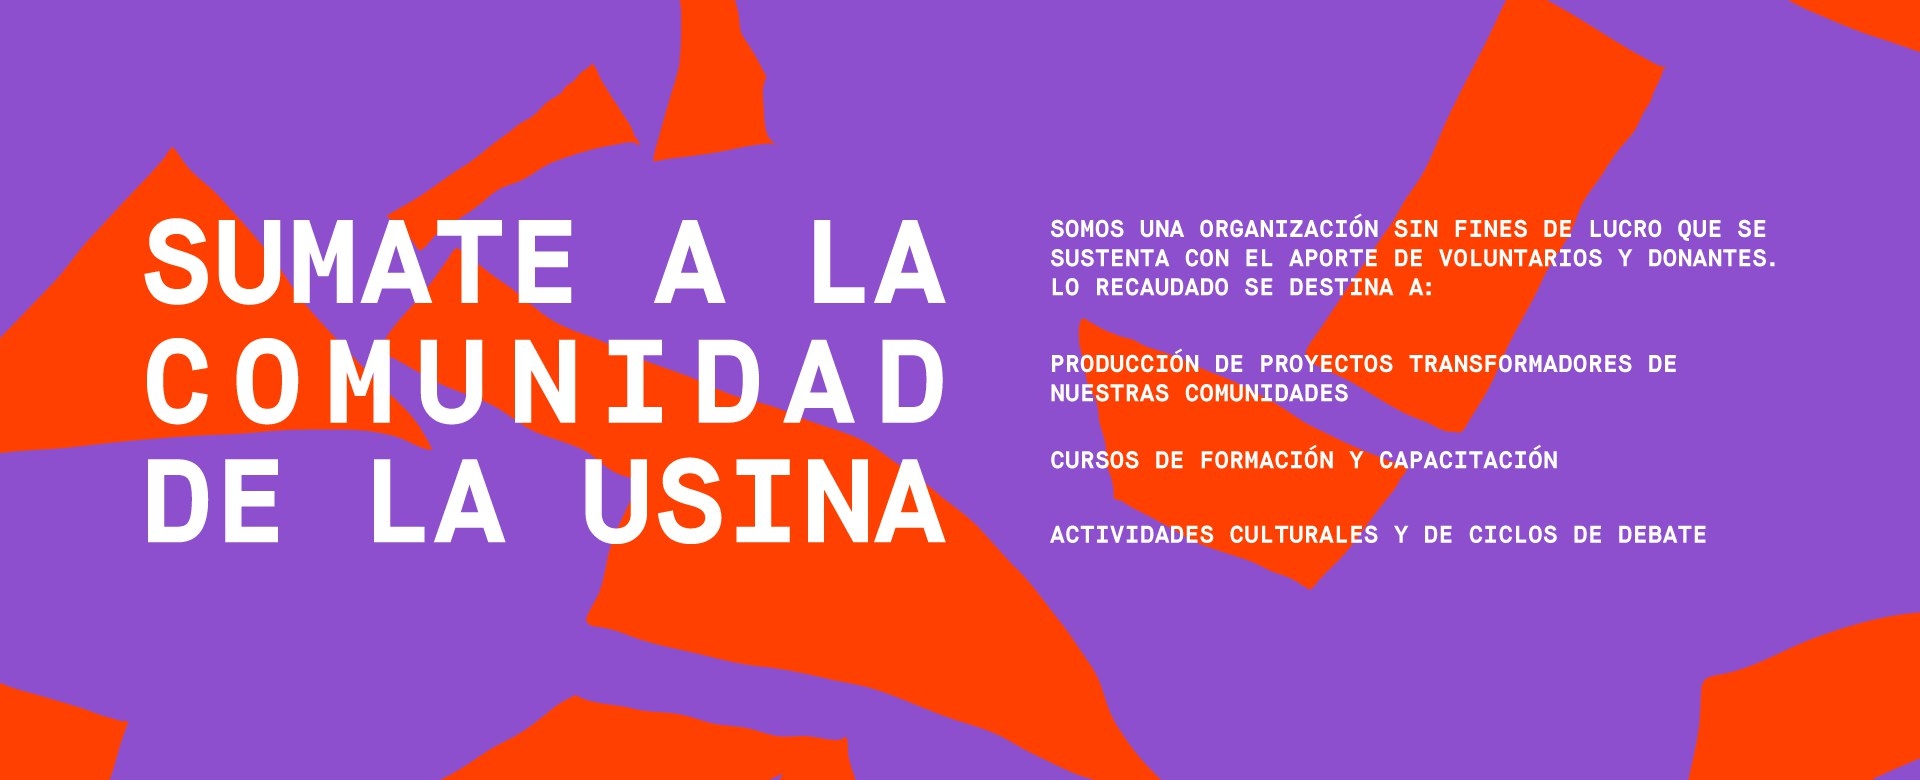 SUMATE A LA
COMUNIDAD
DE LA USINA
SOMOS UNA ORGANIZACIÓN SIN FINES DE LUCRO QUE SE
SUSTENTA CON EL APORTE DE VOLUNTARIOS Y DONANTES.
LO RECAUDADO SE DESTINA A:
PRODUCCIÓN DE PROYECTOS TRANSFORMADORES DE
NUESTRAS COMUNIDADES
CURSOS DE FORMACIÓN Y CAPACITACIÓN
ACTIVIDADES CULTURALES Y DE CICLOS DE DEBATE